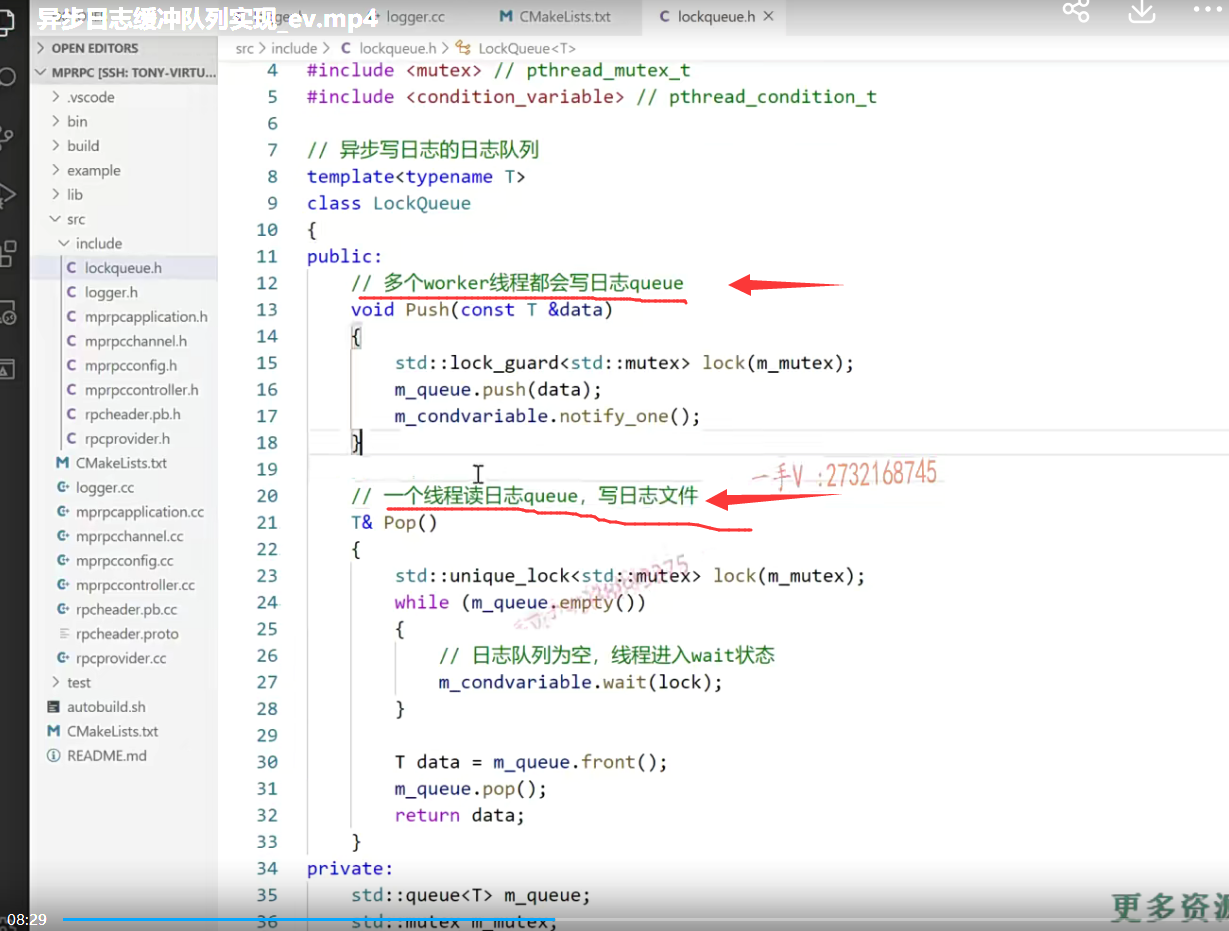 异步日志缓冲队列实现_ev.mp4
logger.cc
CMakeLists.txt
lockqueue.h
OPEN EDITORS
MPRPC [SSH: TONY-VIRTU...
.vscode
bin
build
example
lib
src
include
lockqueue.h
logger.h
mprpcapplication.h
mprpcchannel.h
mprpcconfig.h
mprpccontroller.h
rpcheader.pb.h
rpcprovider.h
CMakeLists.txt
logger.cc
mprpcapplication.cc
mprpcchannel.cc
mprpcconfig.cc
mprpccontroller.cc
rpcheader.pb.cc
rpcheader.proto
rpcprovider.cc
test
autobuild.sh
CMakeLists.txt
README.md
src > include > C lockqueue.h > LockQueue<T>
4 #include <mutex> // pthread_mutex_t
5 #include <condition_variable> // pthread_condition_t
6
7 // 异步写日志的日志队列
8 template<typename T>
9 class LockQueue
10 {
11 public:
12 // 多个worker线程都会写日志queue
13 void Push(const T &data)
14 {
15 std::lock_guard<std::mutex> lock(m_mutex);
16 m_queue.push(data);
17 m_condvariable.notify_one();
18 }
19
一手V :2732168745
20 // 一个线程读日志queue，写日志文件
21 T& Pop()
22 {
23 std::unique_lock<std::mutex> lock(m_mutex);
24 while (m_queue.empty())
25 {
26 // 日志队列为空，线程进入wait状态
27 m_condvariable.wait(lock);
28 }
29
30 T data = m_queue.front();
31 m_queue.pop();
32 return data;
33 }
34 private:
35 std::queue<T> m_queue;
36 std::mutex m_mutex;
08:29
更多资源